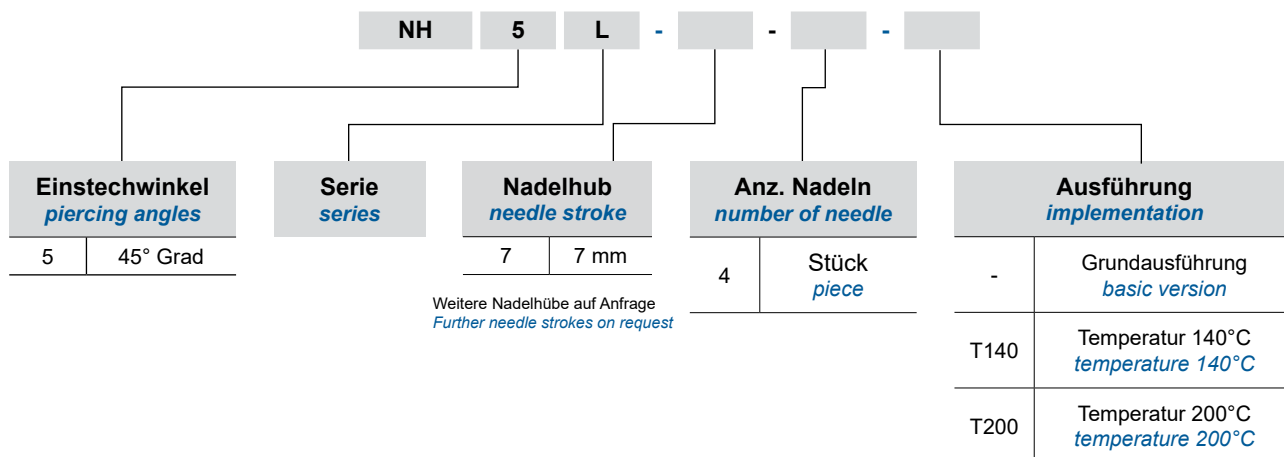 NH 5 L - - -
Einstechwinkel
piercing angles
5 45° Grad
Serie
series
Nadelhub
needle stroke
7 7 mm
Weitere Nadelhübe auf Anfrage
Further needle strokes on request
Anz. Nadeln
number of needle
4 Stück
piece
Ausführung
implementation
- Grundausführung
basic version
T140 Temperatur 140°C
temperature 140°C
T200 Temperatur 200°C
temperature 200°C